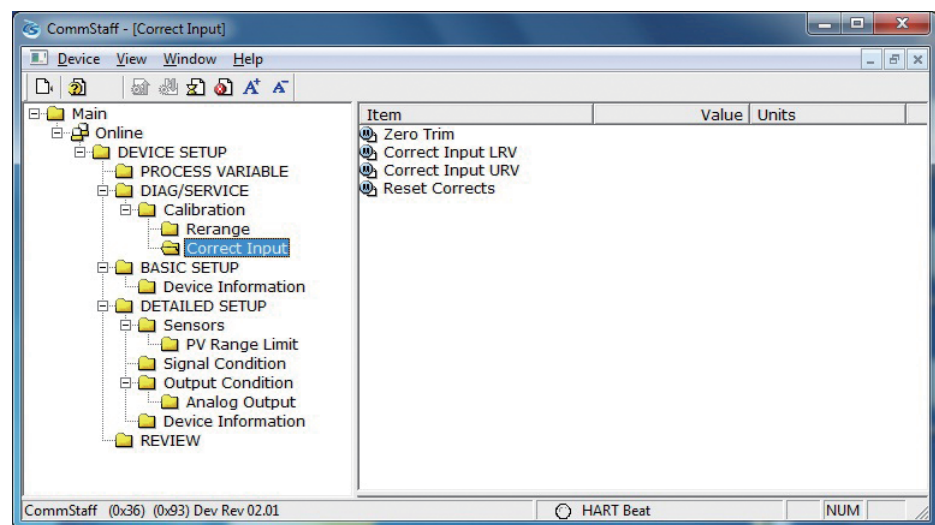 CommStaff - [Correct Input]
Device View Window Help
Main
Online
DEVICE SETUP
PROCESS VARIABLE
DIAG/SERVICE
Calibration
Rerange
Correct Input
BASIC SETUP
Device Information
DETAILED SETUP
Sensors
PV Range Limit
Signal Condition
Output Condition
Analog Output
Device Information
REVIEW
Item Value Units
Zero Trim
Correct Input LRV
Correct Input URV
Reset Corrects
CommStaff (0x36) (0x93) Dev Rev 02.01 HART Beat NUM